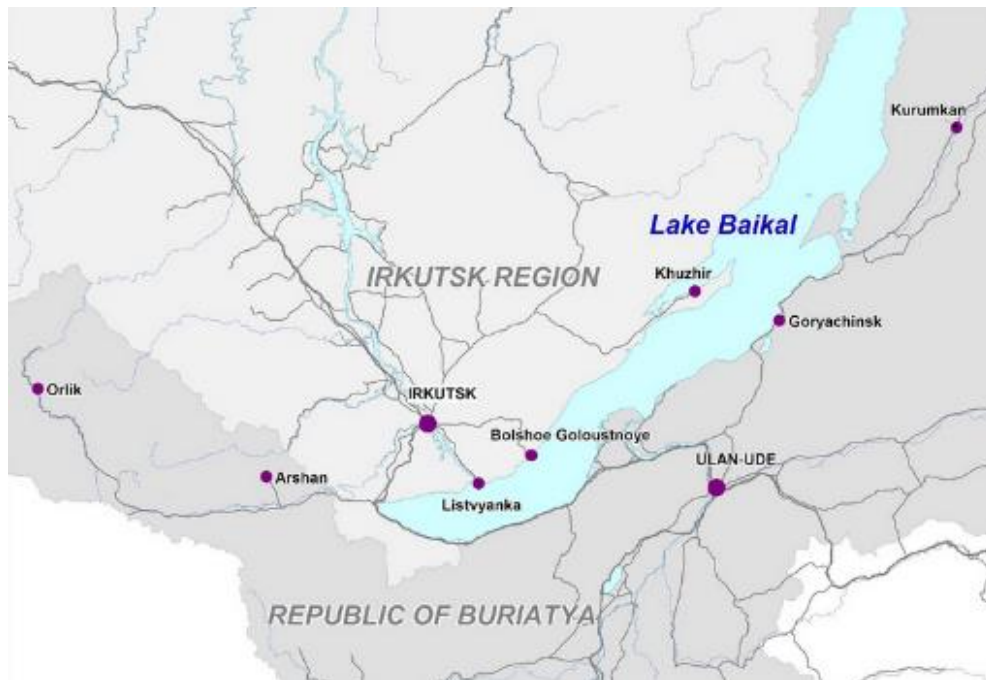 Kurumkan
Lake Baikal
IRKUTSK REGION
Khuzhir
Goryachinsk
Orlik
IRKUTSK
Bolshoe Goloustnoye
ULAN-UDE
Arshan
Listvyanka
REPUBLIC OF BURIATYA